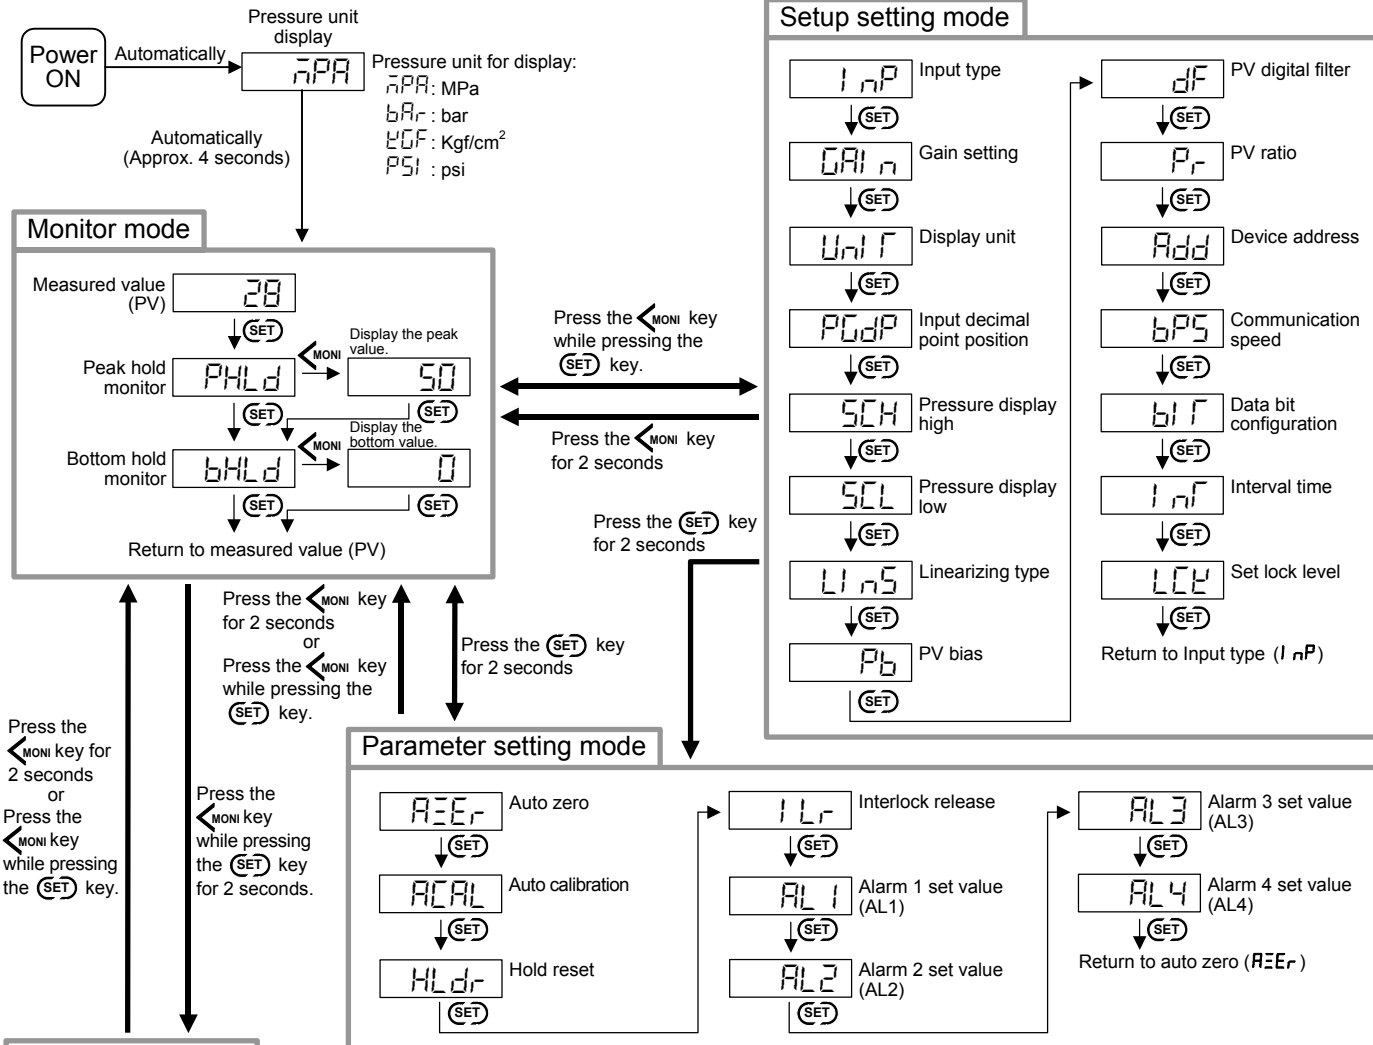 Power
ON
Automatically
Pressure unit
display
MPA
Pressure unit for display:
MPA : MPa
bAr : bar
KGF : Kgf/cm²
PSI : psi
Automatically
(Approx. 4 seconds)
Monitor mode
Measured value
(PV)
28
SET
Peak hold
monitor
PHLd
MONI
Display the peak
value.
50
SET
SET
Bottom hold
monitor
bHLd
MONI
Display the
bottom value.
0
SET
SET
Return to measured value (PV)
Press the MONI key
while pressing the
SET key.
Press the MONI key
for 2 seconds
Press the SET key
for 2 seconds
Press the MONI key
for 2 seconds
or
Press the MONI key
while pressing the
SET key.
Press the SET key
for 2 seconds
Press the
MONI key for
2 seconds
or
Press the
MONI key
while pressing
the SET key.
Press the
MONI key
while pressing
the SET key
for 2 seconds.
Setup setting mode
InP
Input type
SET
GAIn
Gain setting
SET
UnIT
Display unit
SET
PGdP
Input decimal
point position
SET
SCH
Pressure display
high
SET
SCL
Pressure display
low
SET
LInS
Linearizing type
SET
Pb
PV bias
SET
dF
PV digital filter
SET
Pr
PV ratio
SET
Add
Device address
SET
bPS
Communication
speed
SET
bIT
Data bit
configuration
SET
InT
Interval time
SET
LCK
Set lock level
SET
Return to Input type (InP)
Parameter setting mode
AZEr
Auto zero
SET
ACAL
Auto calibration
SET
HLdr
Hold reset
SET
ILr
Interlock release
SET
AL1
Alarm 1 set value
(AL1)
SET
AL2
Alarm 2 set value
(AL2)
SET
AL3
Alarm 3 set value
(AL3)
SET
AL4
Alarm 4 set value
(AL4)
SET
Return to auto zero (AZEr)